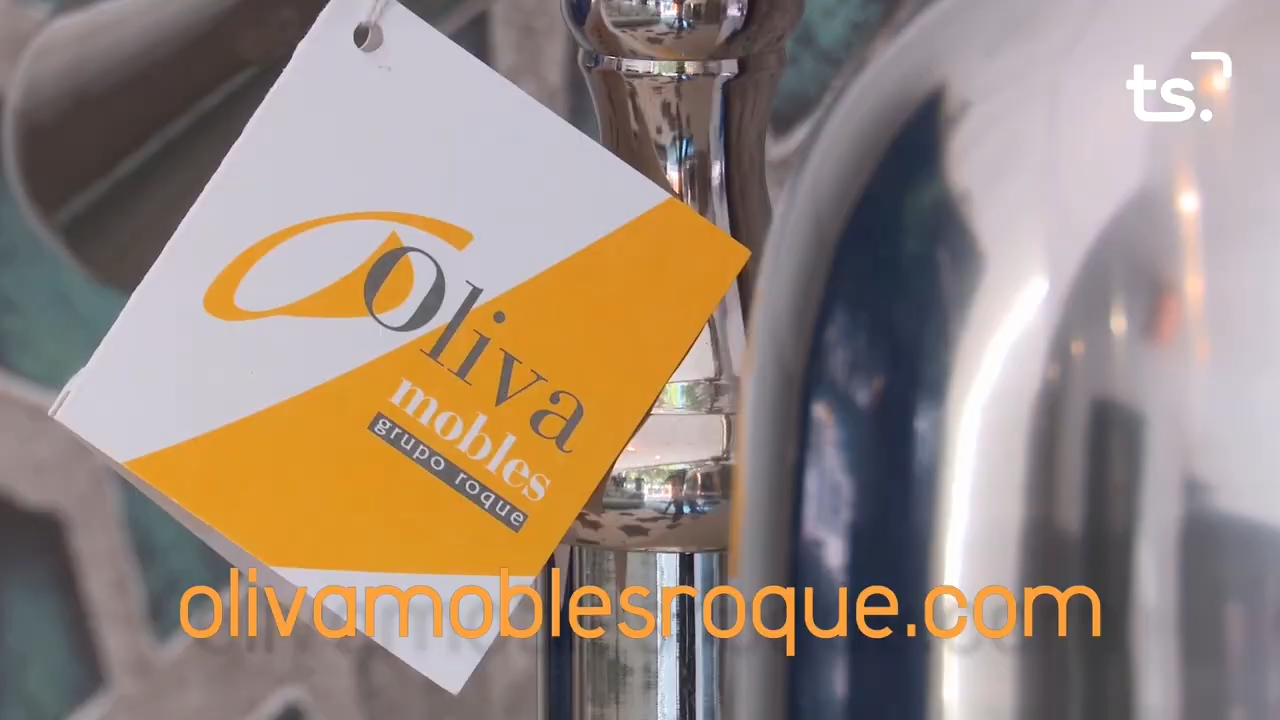 ts.
Oliva
mobles
grupo roque
olivamoblesroque.com